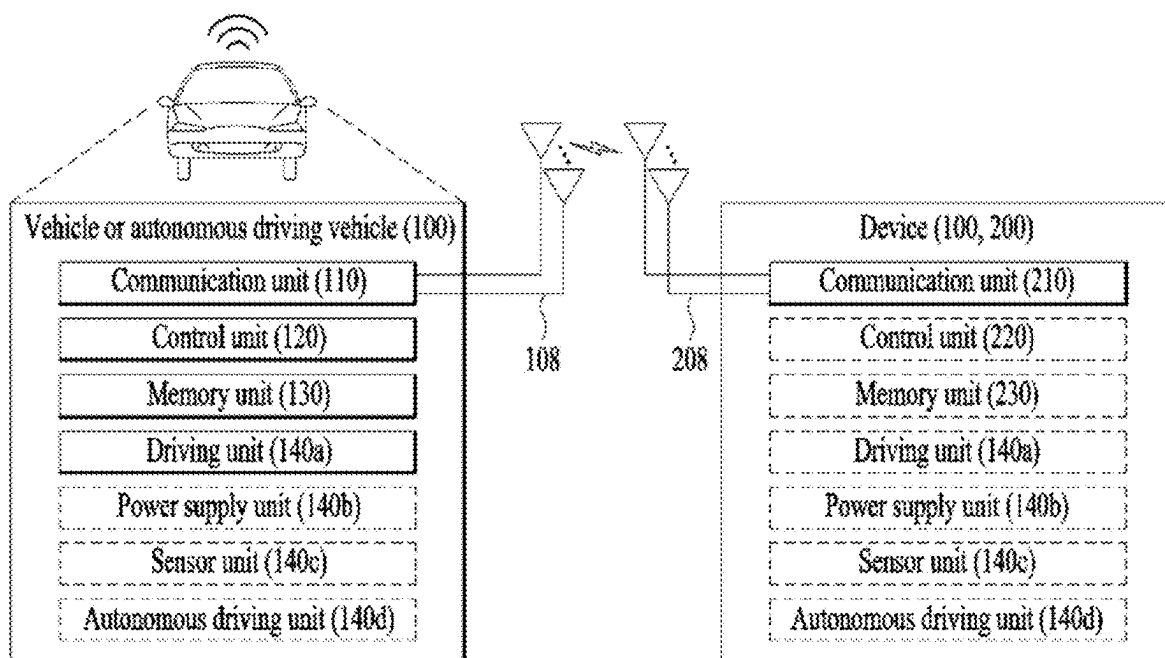 Vehicle or autonomous driving vehicle (100)
Communication unit (110)
Control unit (120)
Memory unit (130)
Driving unit (140a)
Power supply unit (140b)
Sensor unit (140c)
Autonomous driving unit (140d)
108
208
Device (100, 200)
Communication unit (210)
Control unit (220)
Memory unit (230)
Driving unit (140a)
Power supply unit (140b)
Sensor unit (140c)
Autonomous driving unit (140d)